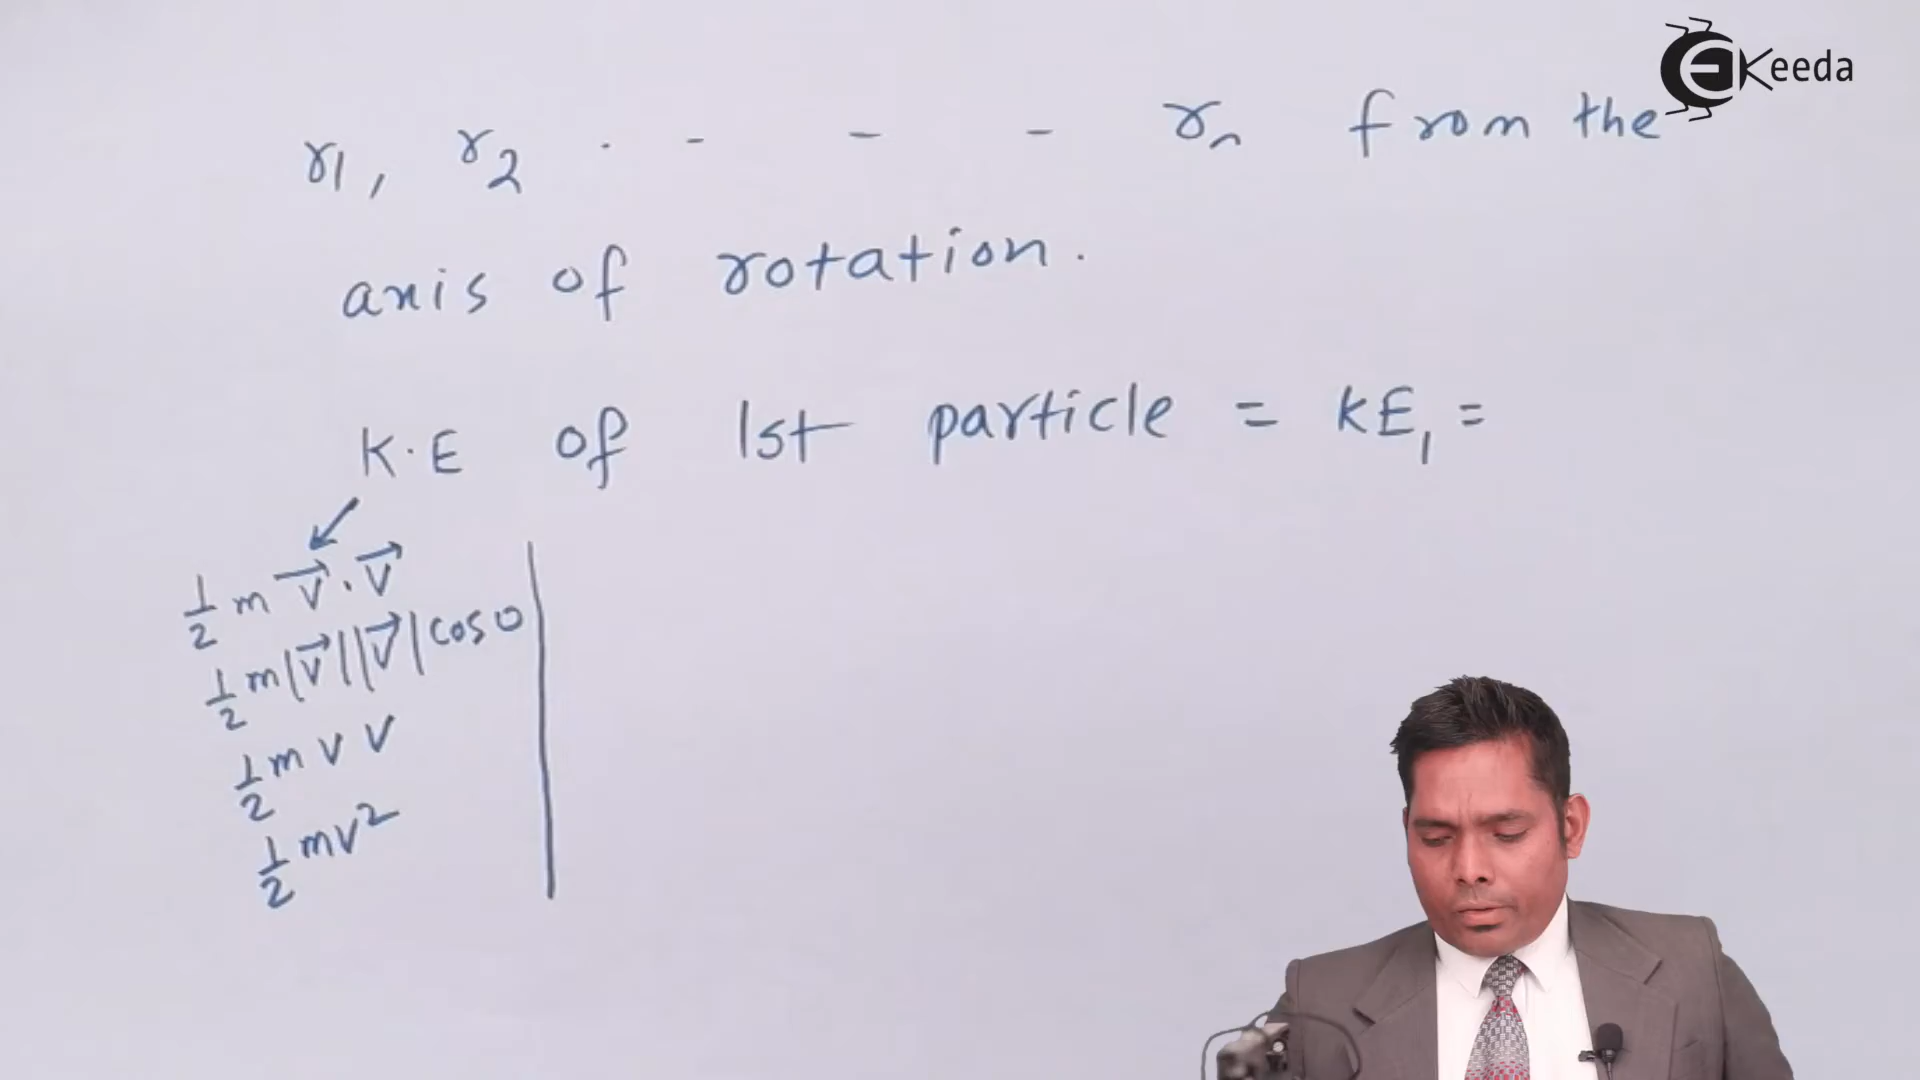 EKeeda
r1, r2 . - - - rn from the
axis of rotation.
K.E of 1st particle = KE1 =
1/2 m v⃗ . v⃗
1/2 m |v⃗| |v⃗| cos 0
1/2 m v v
1/2 mv²